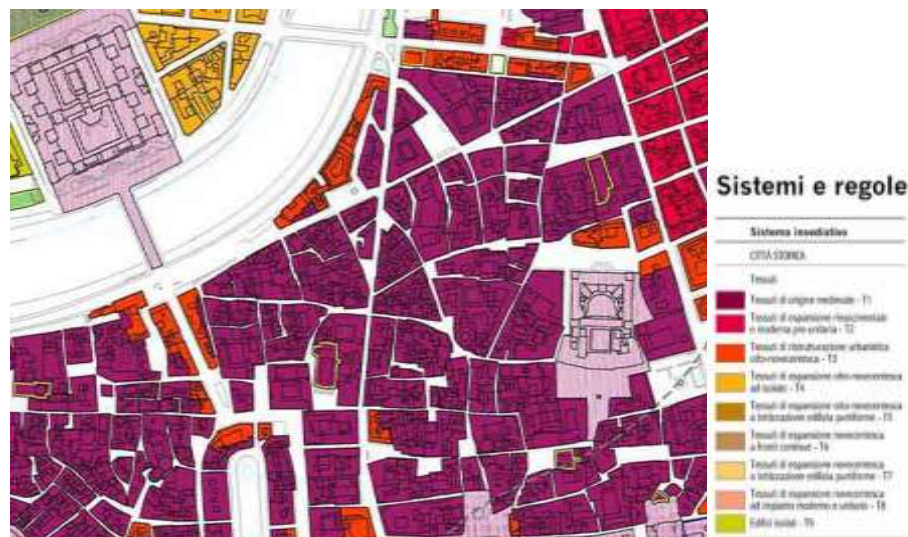 Sistemi e regole
Sistema insediativo
CITTÀ STORICA
Tessuti
Tessuti di origine medievale - T1
Tessuti di espansione rinascimentale
e moderna pre-unitaria - T2
Tessuti di ristrutturazione urbanistica
otto-novecentesca - T3
Tessuti di espansione otto-novecentesca
ad isolato - T4
Tessuti di espansione otto-novecentesca
a lottizzazione edilizia puntiforme - T5
Tessuti di espansione novecentesca
a fronti continue - T6
Tessuti di espansione novecentesca
a lottizzazione edilizia puntiforme - T7
Tessuti di espansione novecentesca
ad impianto moderno e unitario - T8
Edifici isolati - T9